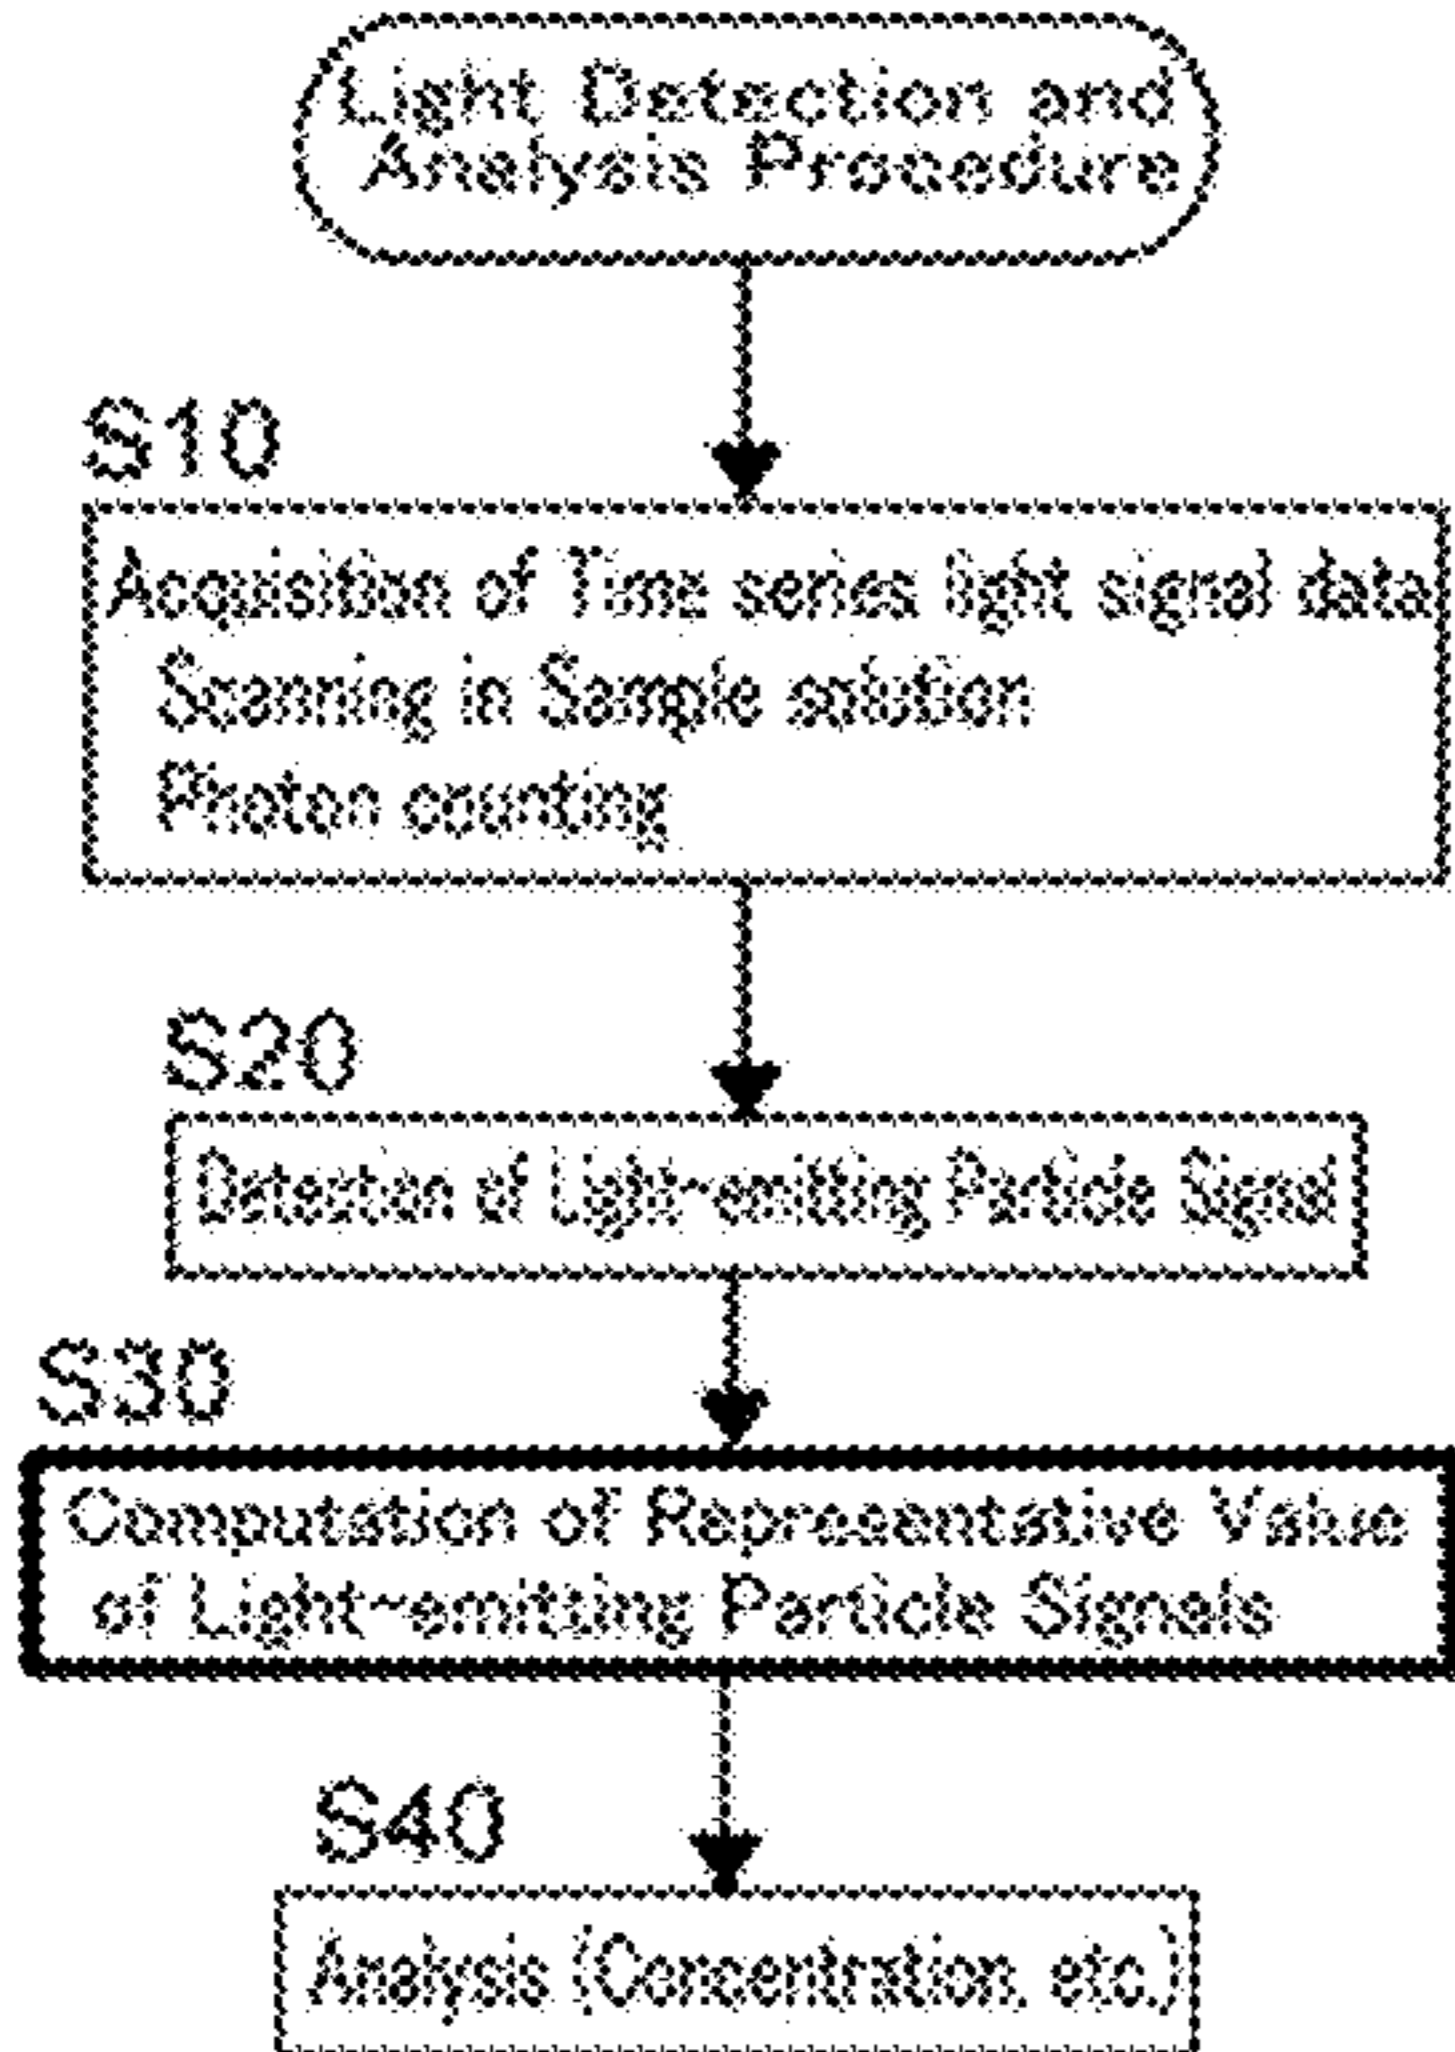 Light Detection and
Analysis Procedure
S10
Acquisition of Time series light signal data
Scanning in Sample solution
Photon counting
S20
Detection of Light-emitting Particle Signal
S30
Computation of Representative Value
of Light-emitting Particle Signals
S40
Analysis (Concentration, etc.)